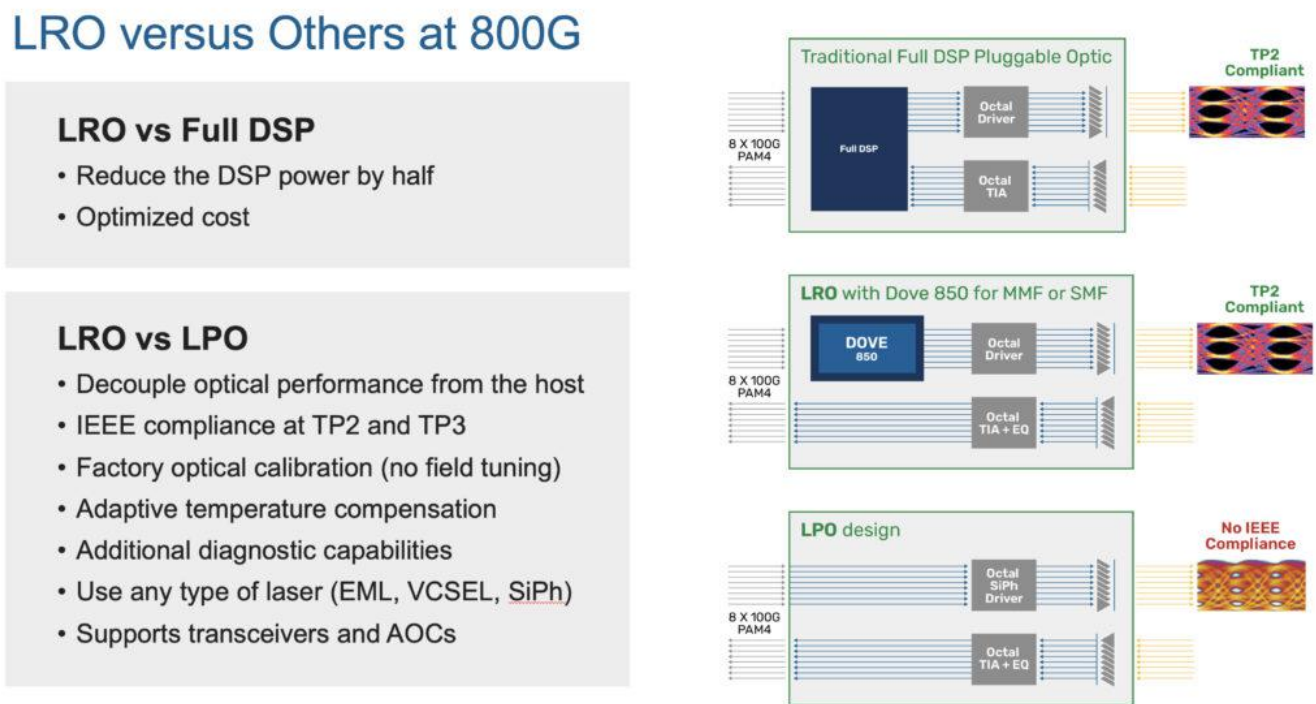 LRO versus Others at 800G
LRO vs Full DSP
• Reduce the DSP power by half
• Optimized cost
LRO vs LPO
• Decouple optical performance from the host
• IEEE compliance at TP2 and TP3
• Factory optical calibration (no field tuning)
• Adaptive temperature compensation
• Additional diagnostic capabilities
• Use any type of laser (EML, VCSEL, SiPh)
• Supports transceivers and AOCs
Traditional Full DSP Pluggable Optic
TP2
Compliant
8 X 100G
PAM4
Full DSP
Octal
Driver
Octal
TIA
LRO with Dove 850 for MMF or SMF
TP2
Compliant
8 X 100G
PAM4
DOVE
850
Octal
Driver
Octal
TIA + EQ
LPO design
No IEEE
Compliance
8 X 100G
PAM4
Octal
SiPh
Driver
Octal
TIA + EQ